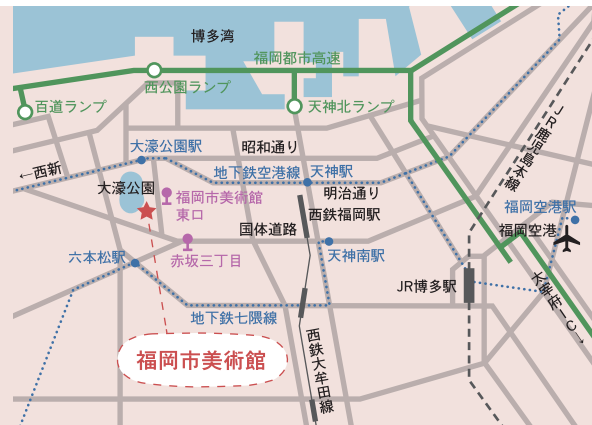 博多湾
福岡都市高速
西公園ランプ
百道ランプ
天神北ランプ
JR鹿児島本線
大濠公園駅
昭和通り
←西新
地下鉄空港線
天神駅
大濠公園
明治通り
福岡市美術館
東口
西鉄福岡駅
福岡空港駅
国体道路
福岡空港
六本松駅
赤坂三丁目
天神南駅
JR博多駅
太宰府IC→
地下鉄七隈線
西鉄大牟田線
福岡市美術館